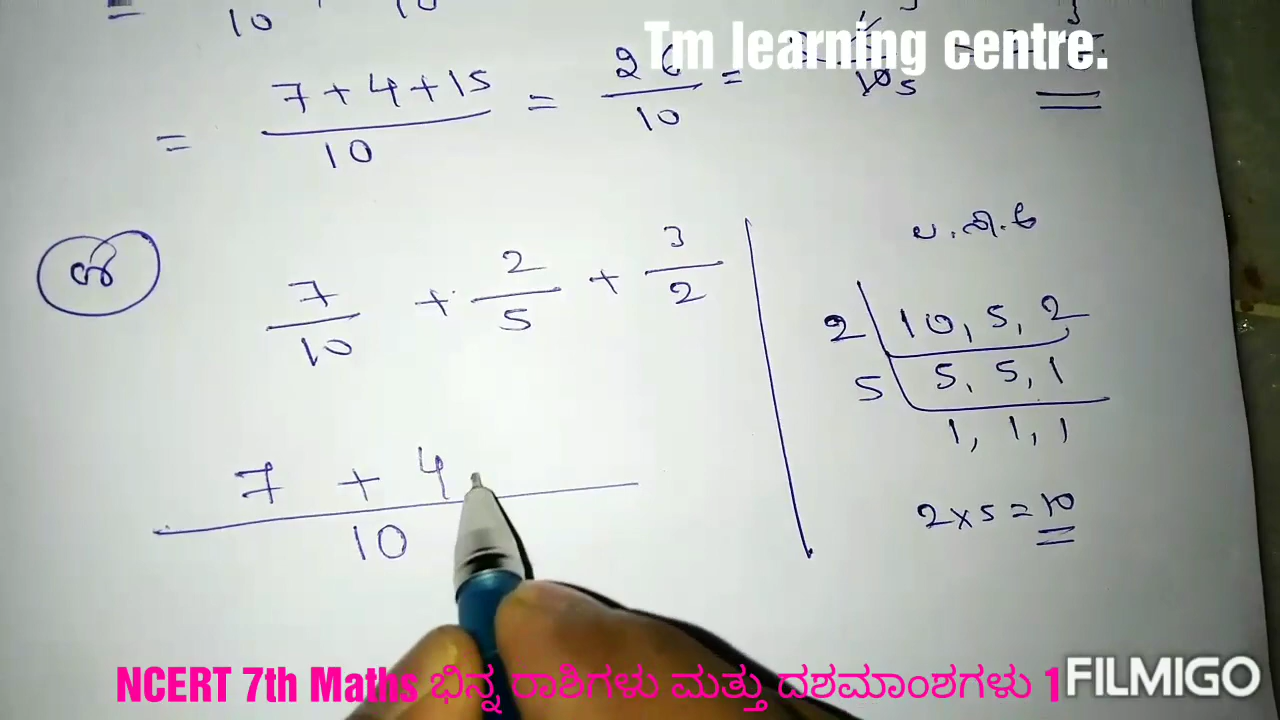 Tm learning centre.
10 10
= 7 + 4 + 15 / 10 = 26 / 10 =
7/10 + 2/5 + 3/2
7 + 4
10
ಲ.ಸಾ.ಅ
2 10, 5, 2
5 5, 5, 1
1, 1, 1
2 x 5 = 10
NCERT 7th Maths ಭಿನ್ನ ರಾಶಿಗಳು ಮತ್ತು ದಶಮಾಂಶಗಳು 1
FILMIGO